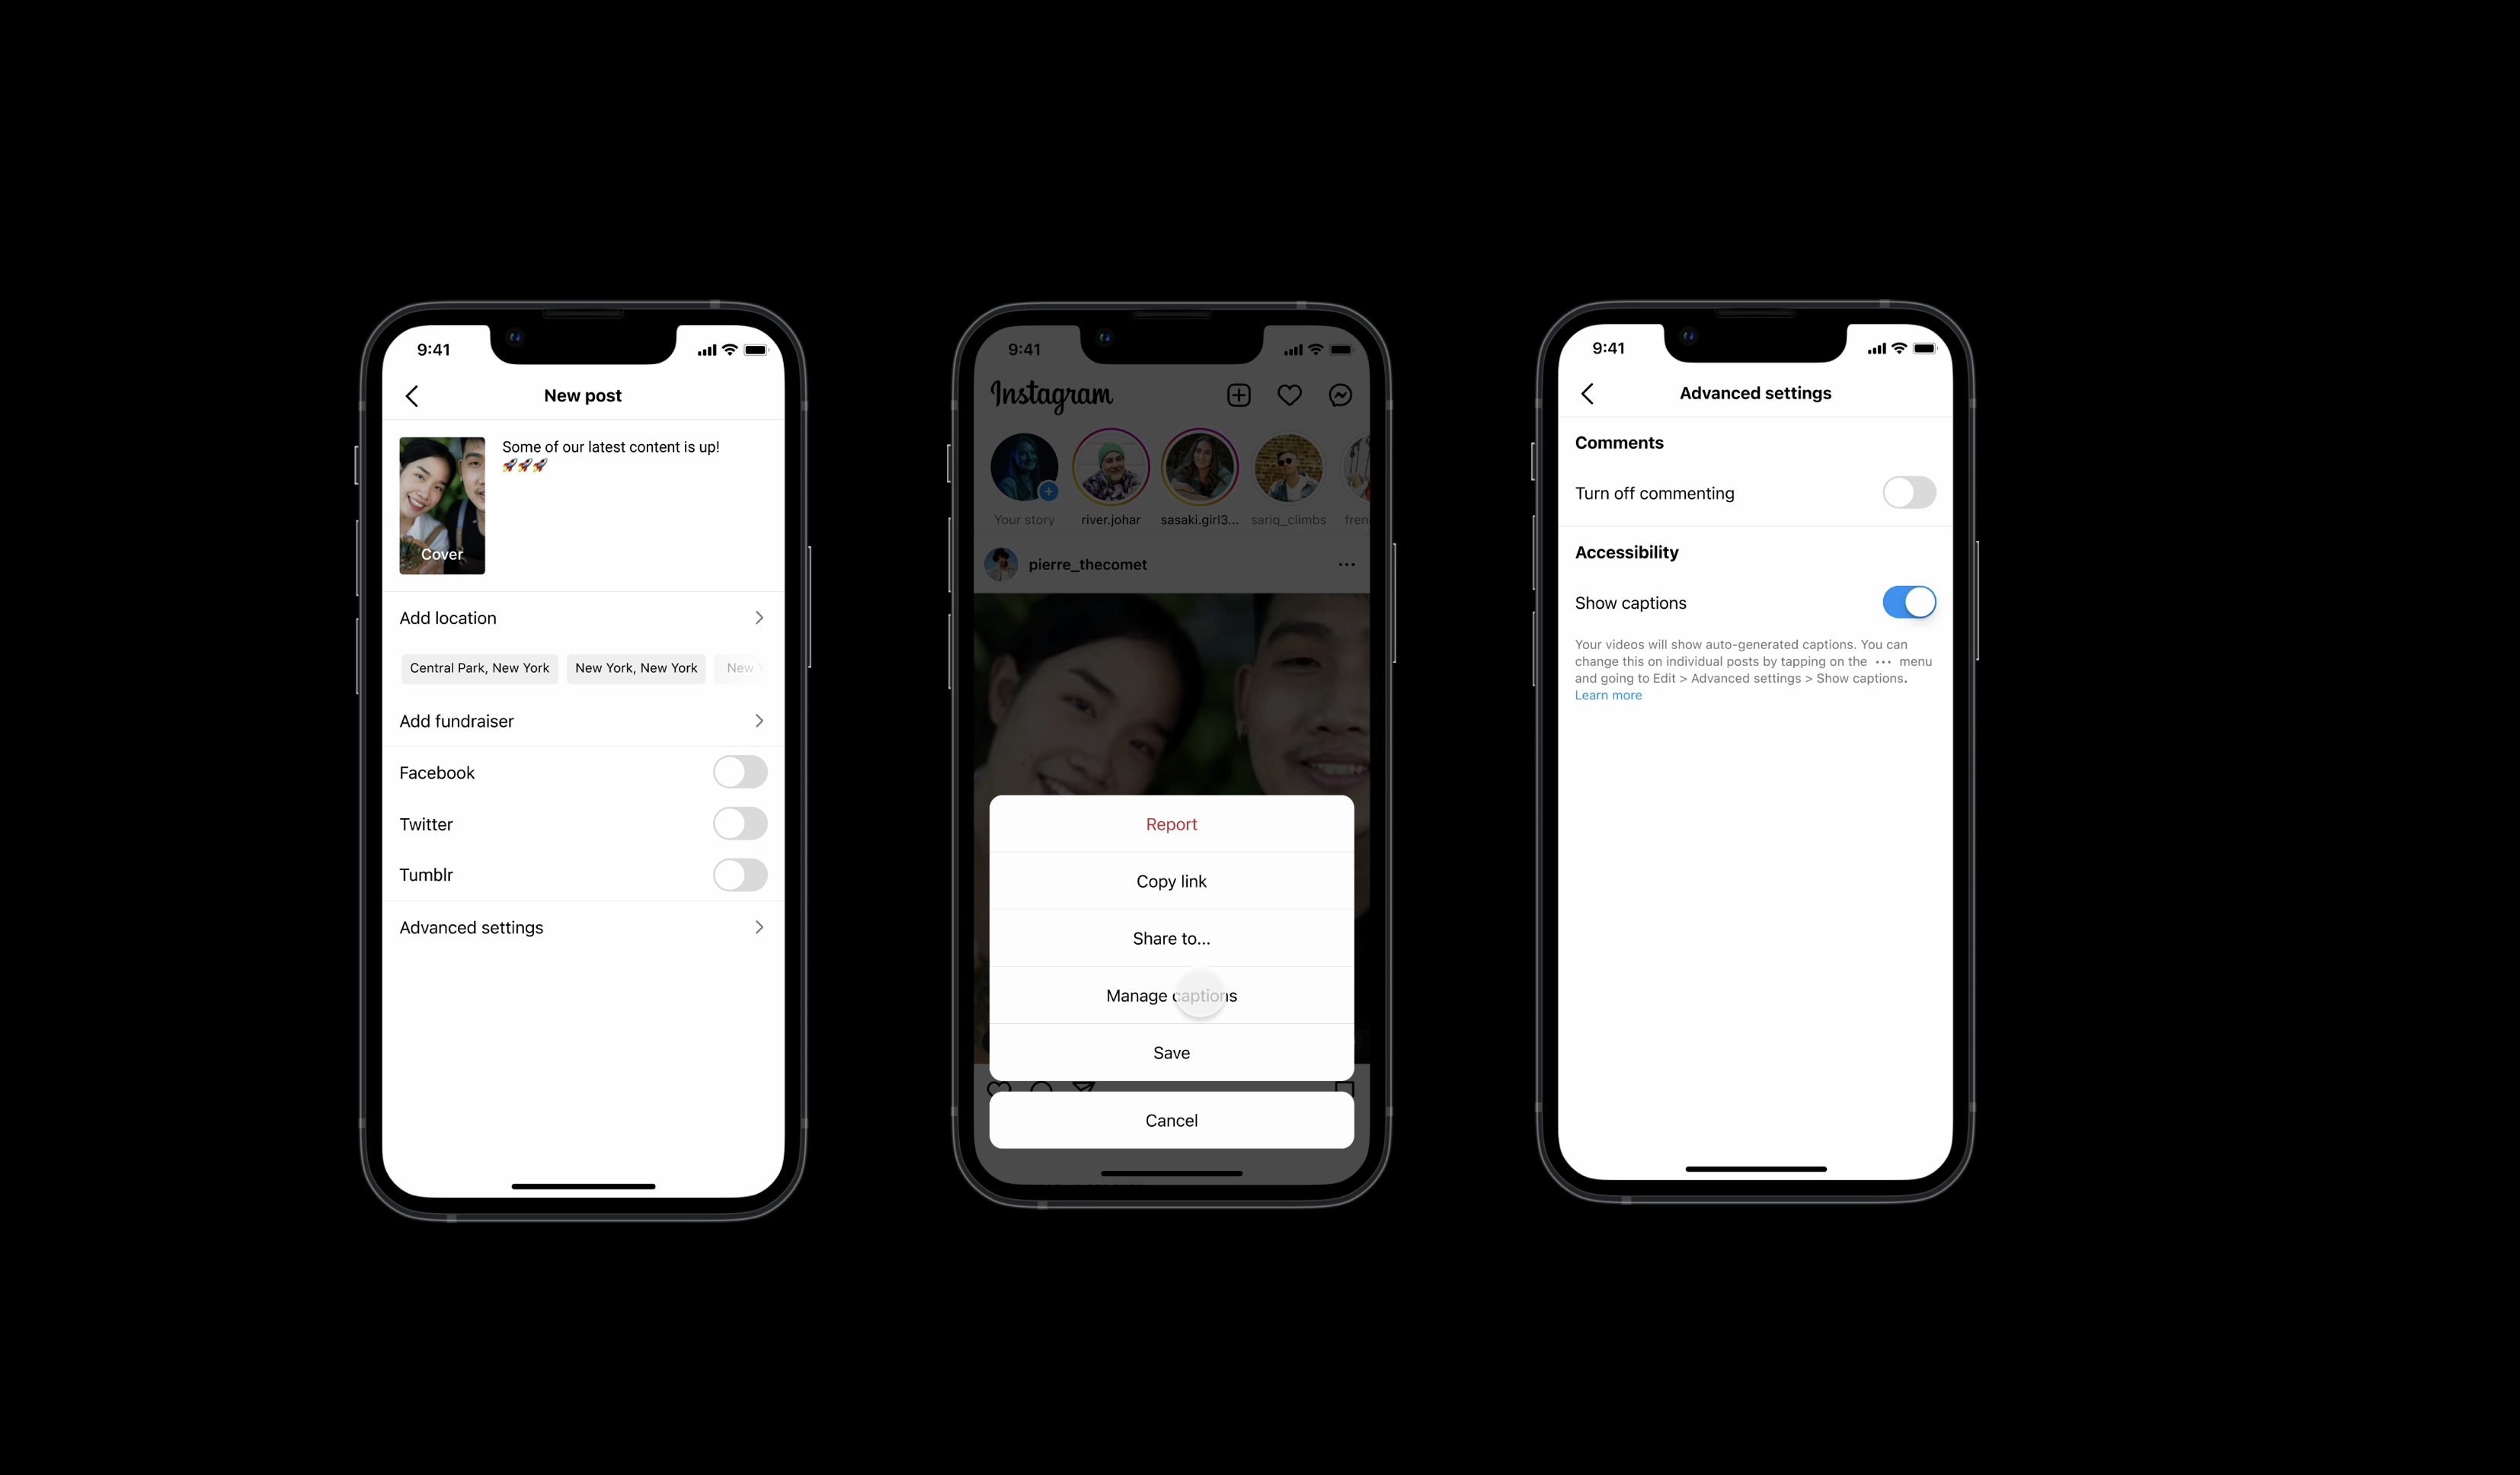 9:41
New post
Some of our latest content is up!
🚀🚀🚀
Cover
Add location
Central Park, New York
New York, New York
New Y
Add fundraiser
Facebook
Twitter
Tumblr
Advanced settings
9:41
Instagram
Your story
river.johar
sasaki.girl3...
sariq_climbs
fren
pierre_thecomet
Report
Copy link
Share to...
Manage captions
Save
Cancel
9:41
Advanced settings
Comments
Turn off commenting
Accessibility
Show captions
Your videos will show auto-generated captions. You can
change this on individual posts by tapping on the ••• menu
and going to Edit > Advanced settings > Show captions.
Learn more